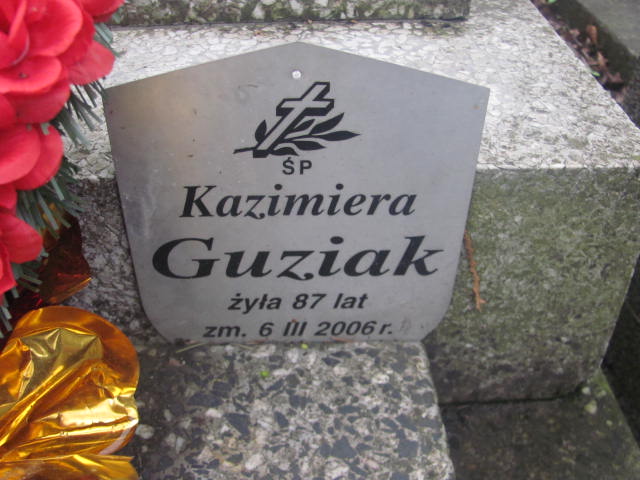 ŚP
Kazimiera
Guziak
żyła 87 lat
zm. 6 III 2006 r.